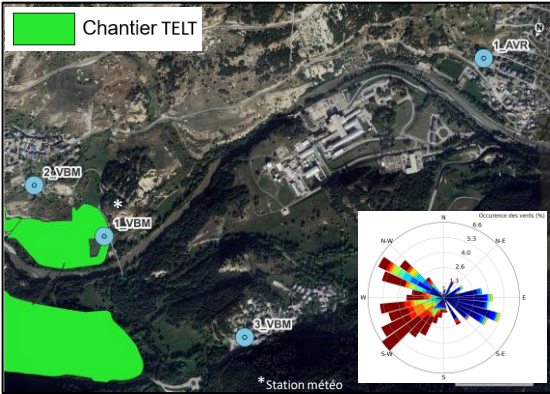 Chantier TELT
1_AVR
N
2_VBM
*
1_VBM
3_VBM
*Station météo
Occurence des vents (%)
N
6.6
5.3
4.0
2.6
1.3
N-W
N-E
W
E
S-W
S-E
S